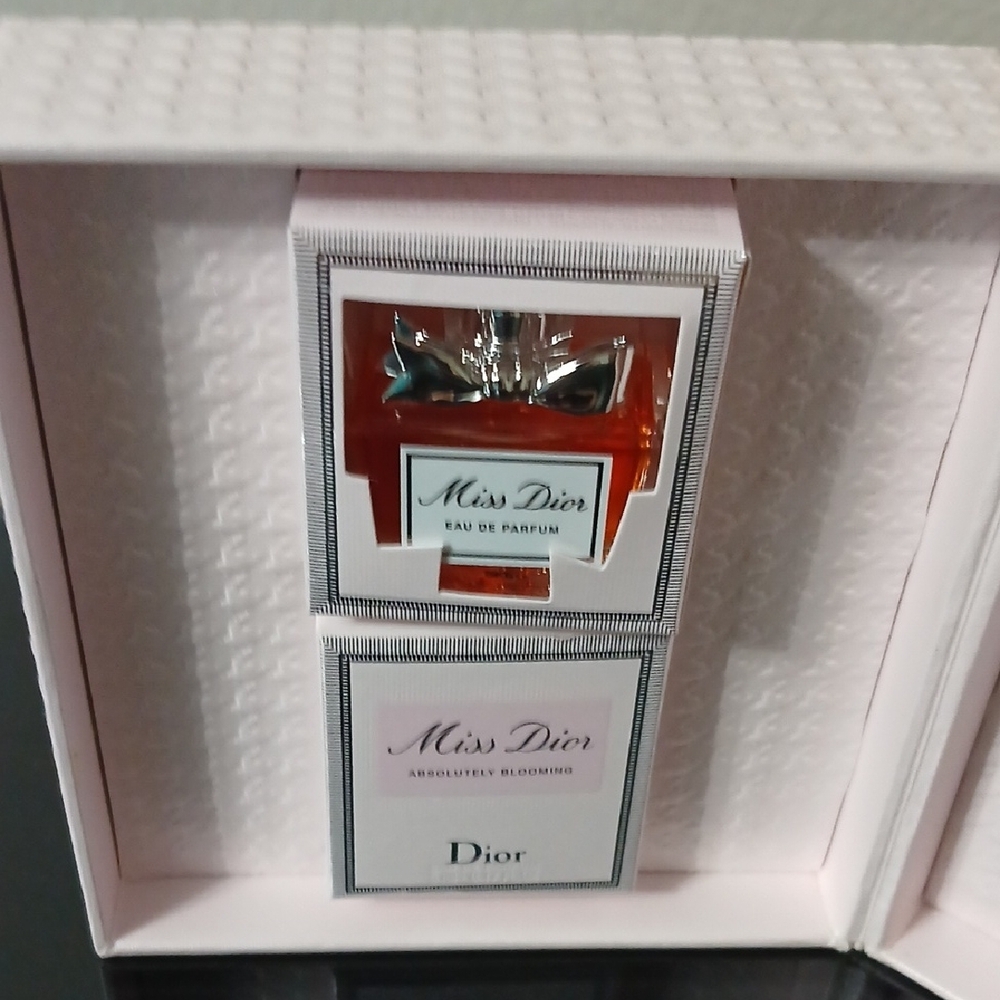 Miss Dior
EAU DE PARFUM
Miss Dior
ABSOLUTELY BLOOMING
Dior